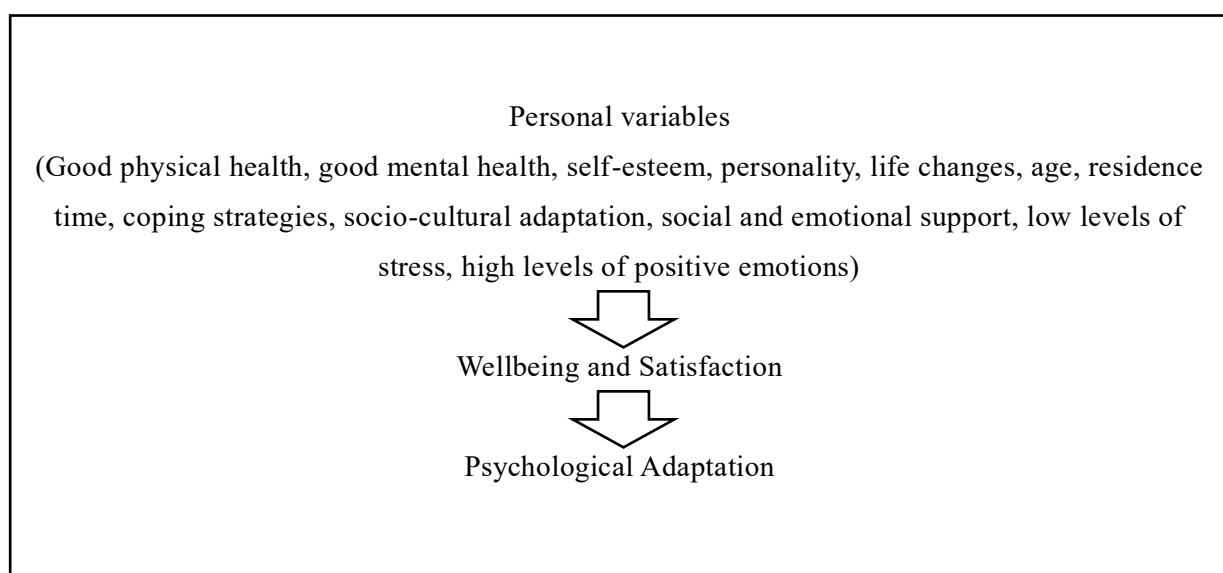 Personal variables
(Good physical health, good mental health, self-esteem, personality, life changes, age, residence
time, coping strategies, socio-cultural adaptation, social and emotional support, low levels of
stress, high levels of positive emotions)
Wellbeing and Satisfaction
Psychological Adaptation